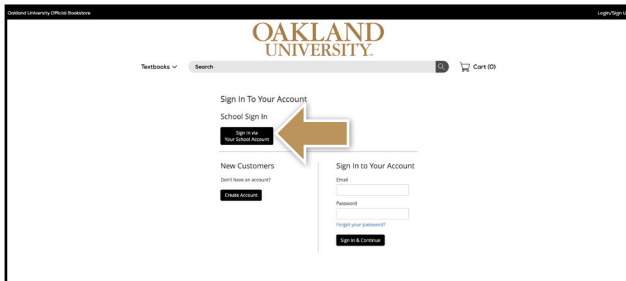 Oakland University Official Bookstore
Login/Sign U
OAKLAND
UNIVERSITY™
Textbooks
Search
Cart (0)
Sign In To Your Account
School Sign In
Sign In via
Your School Account
New Customers
Don't have an account?
Create Account
Sign In to Your Account
Email
Password
Forgot your password?
Sign In & Continue